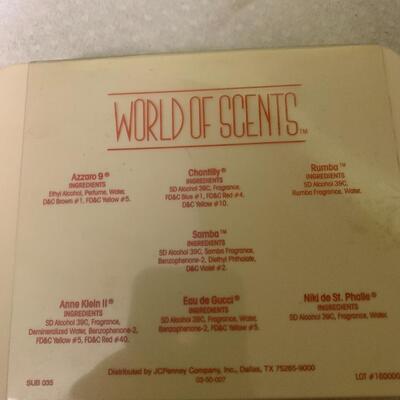 WORLD OF SCENTS™
Azzaro 9®
INGREDIENTS
Ethyl Alcohol, Perfume, Water,
D&C Brown #1, FD&C Yellow #5.
Chantilly®
INGREDIENTS
SD Alcohol 39C, Fragrance,
FD&C Blue #1, FD&C Red #4,
D&C Yellow #10.
Rumba™
INGREDIENTS
SD Alcohol 39C,
Rumba Fragrance, Water.
Samba™
INGREDIENTS
SD Alcohol 39C, Samba Fragrance,
Benzophenone-2, Diethyl Phthalate,
D&C Violet #2.
Anne Klein II®
INGREDIENTS
SD Alcohol 39C, Fragrance,
Demineralized Water, Benzophenone-2,
FD&C Yellow #5, FD&C Red #40.
Eau de Gucci®
INGREDIENTS
SD Alcohol 39C, Fragrance, Water,
Benzophenone-2, FD&C Yellow #5.
Niki de St. Phalle®
INGREDIENTS
SD Alcohol 39C, Fragrance, Water.
Distributed by JCPenney Company, Inc., Dallas, TX 75265-9000
03-50-007
SUB 035
LOT #160000